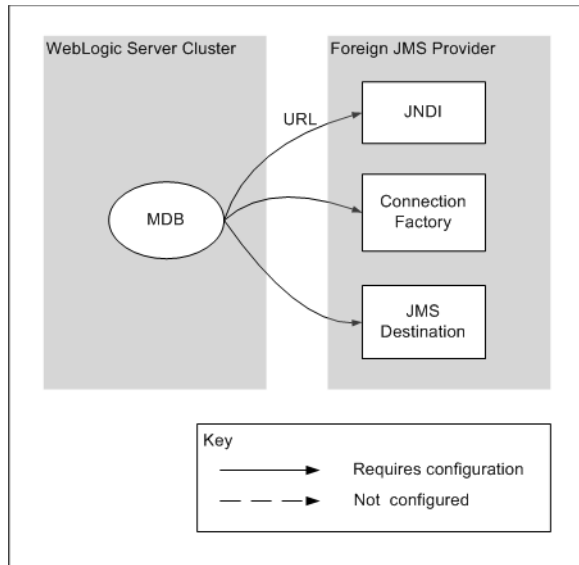 WebLogic Server Cluster
Foreign JMS Provider
URL
JNDI
MDB
Connection
Factory
JMS
Destination
Key
Requires configuration
Not configured